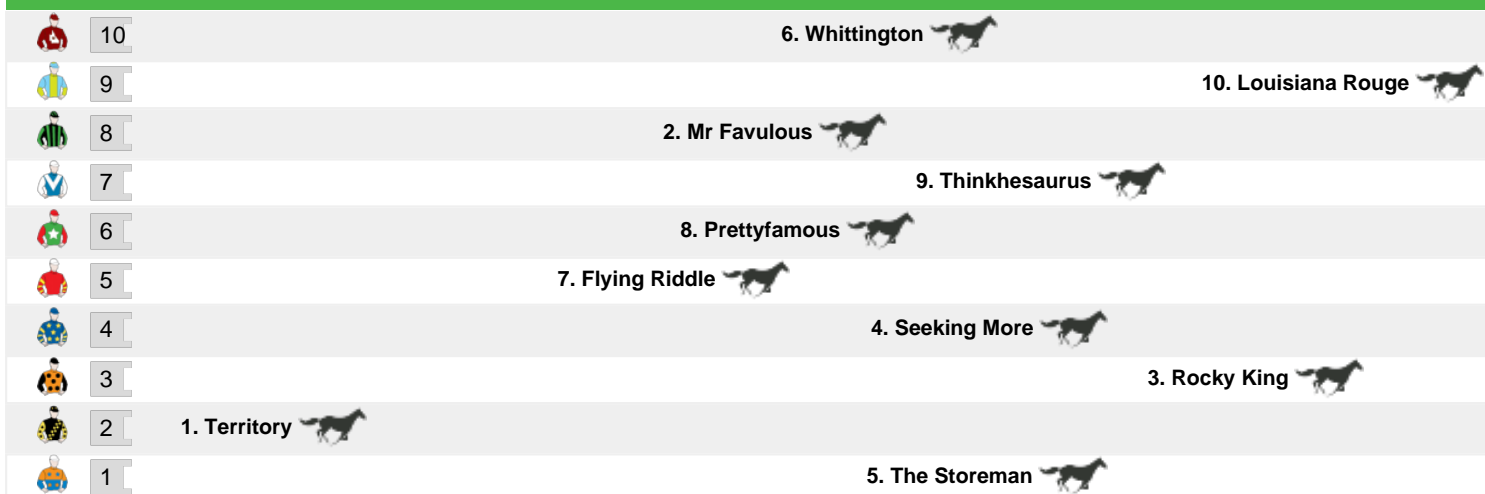 10 6. Whittington
9 10. Louisiana Rouge
8 2. Mr Favulous
7 9. Thinkhesaurus
6 8. Prettyfamous
5 7. Flying Riddle
4 4. Seeking More
3 3. Rocky King
2 1. Territory
1 5. The Storeman